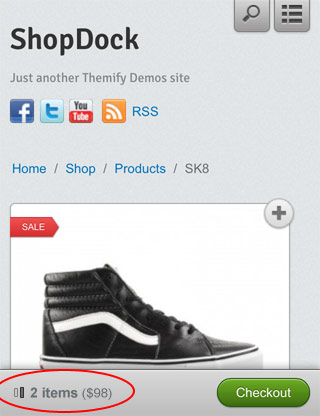 ShopDock
Just another Themify Demos site
You Tube RSS
Home / Shop / Products / SK8
SALE
2 items ($98) Checkout